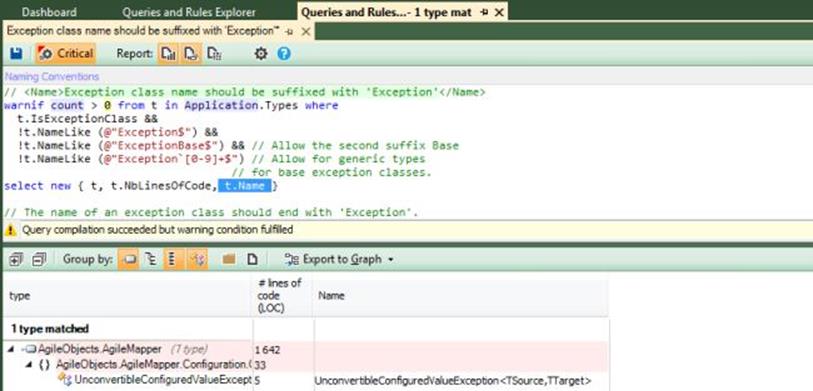 Dashboard Queries and Rules Explorer Queries and Rules...- 1 type mat
Exception class name should be suffixed with 'Exception'"
Critical Report:
Naming Conventions
// <Name>Exception class name should be suffixed with 'Exception'</Name>
warnif count > 0 from t in Application.Types where
t.IsExceptionClass &&
!t.NameLike (@"Exception$") &&
!t.NameLike (@"ExceptionBase$") && // Allow the second suffix Base
!t.NameLike (@"Exception`[0-9]+$") // Allow for generic types
// for base exception classes.
select new { t, t.NbLinesOfCode, t.Name }
// The name of an exception class should end with 'Exception'.
Query compilation succeeded but warning condition fulfilled
Group by: Export to Graph
type # lines of code (LOC) Name
1 type matched
AgileObjects.AgileMapper (1 type) 1 642
{ } AgileObjects.AgileMapper.Configuration.( 33
UnconvertibleConfiguredValueExcept 5 UnconvertibleConfiguredValueException<TSource,TTarget>